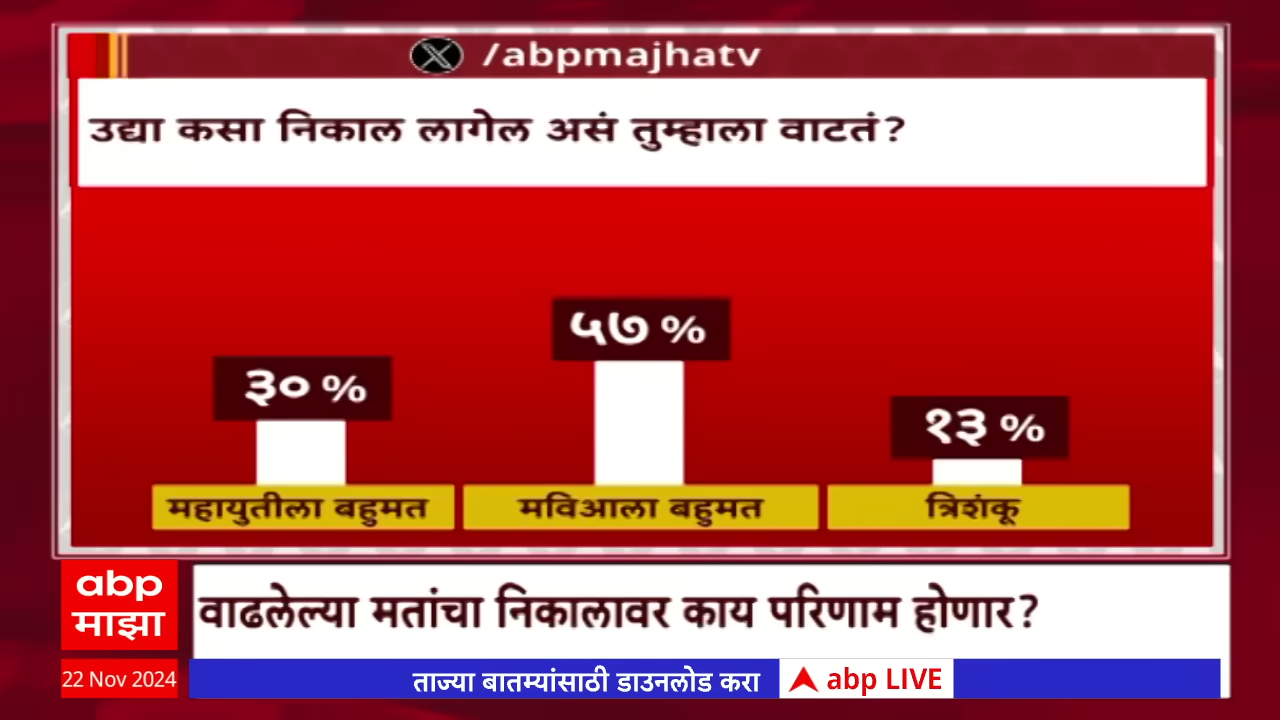 /abpmajhatv
उद्या कसा निकाल लागेल असं तुम्हाला वाटतं?
३० %
५७ %
१३ %
महायुतीला बहुमत
मविआला बहुमत
त्रिशंकू
abp
माझा
वाढलेल्या मतांचा निकालावर काय परिणाम होणार?
22 Nov 2024
ताज्या बातम्यांसाठी डाउनलोड करा
abp LIVE